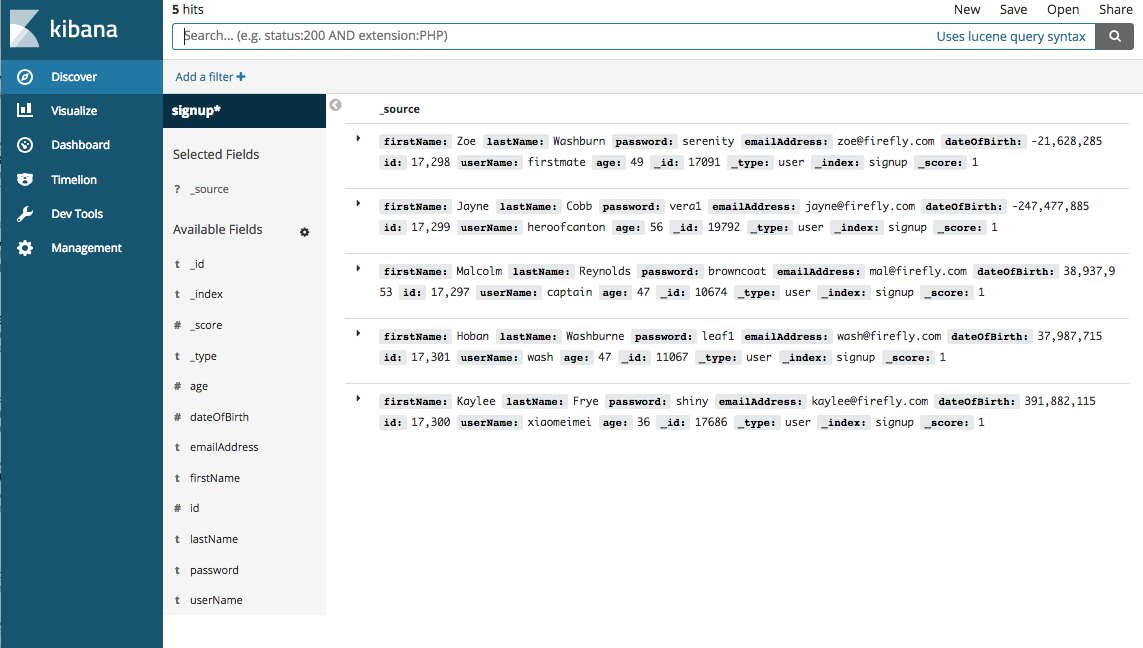 5 hits
New Save Open Share
kibana
Search... (e.g. status:200 AND extension:PHP)
Uses lucene query syntax
Discover
Visualize
Dashboard
Timelion
Dev Tools
Management
Add a filter +
signup*
Selected Fields
? _source
Available Fields
t _id
t _index
# _score
t _type
# age
# dateOfBirth
t emailAddress
t firstName
# id
t lastName
t password
t userName
_source
firstName: Zoe lastName: Washburn password: serenity emailAddress: zoe@firefly.com dateOfBirth: -21,628,285
id: 17,298 userName: firstmate age: 49 _id: 17091 _type: user _index: signup _score: 1
firstName: Jayne lastName: Cobb password: vera1 emailAddress: jayne@firefly.com dateOfBirth: -247,477,885
id: 17,299 userName: heroofcanton age: 56 _id: 19792 _type: user _index: signup _score: 1
firstName: Malcolm lastName: Reynolds password: browncoat emailAddress: mal@firefly.com dateOfBirth: 38,937,9
53 id: 17,297 userName: captain age: 47 _id: 10674 _type: user _index: signup _score: 1
firstName: Hoban lastName: Washburne password: leaf1 emailAddress: wash@firefly.com dateOfBirth: 37,987,715
id: 17,301 userName: wash age: 47 _id: 11067 _type: user _index: signup _score: 1
firstName: Kaylee lastName: Frye password: shiny emailAddress: kaylee@firefly.com dateOfBirth: 391,882,115
id: 17,300 userName: xiaomeimei age: 36 _id: 17686 _type: user _index: signup _score: 1